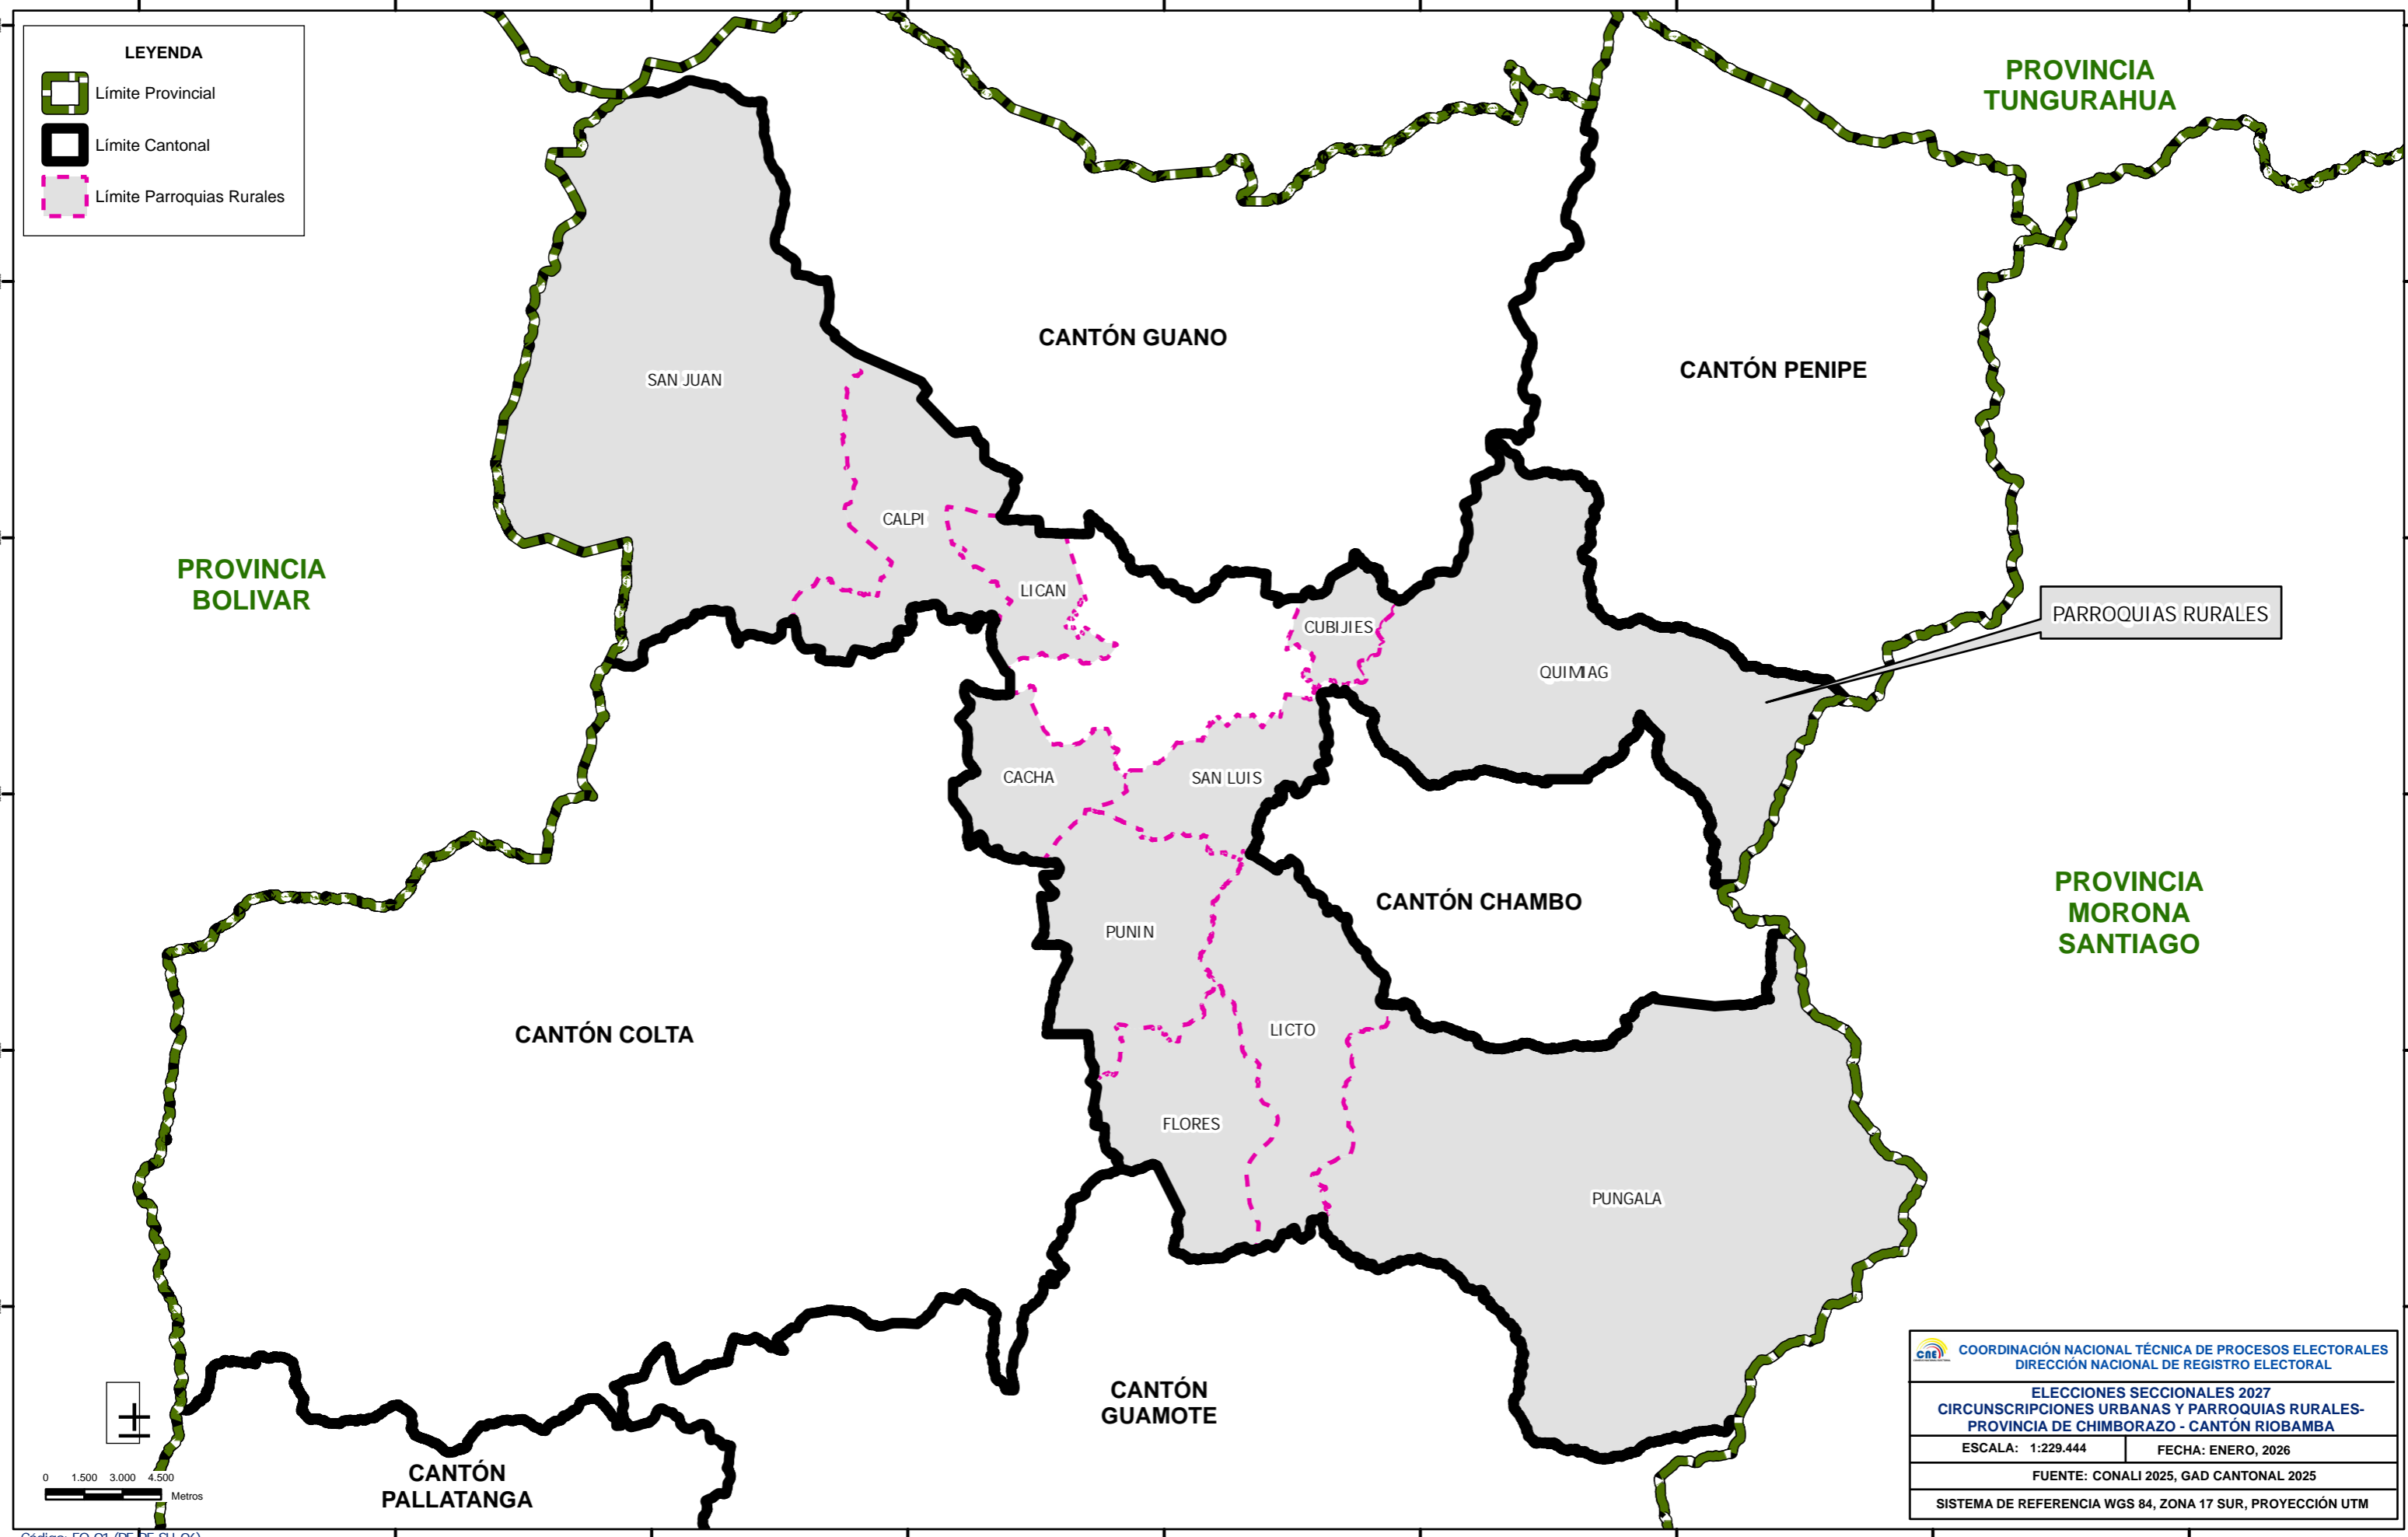 LEYENDA
Límite Provincial
Límite Cantonal
Límite Parroquias Rurales
PROVINCIA
TUNGURAHUA
CANTÓN GUANO
CANTÓN PENIPE
SAN JUAN
CALPI
LICAN
PROVINCIA
BOLIVAR
CUBIJIES
PARROQUIAS RURALES
QUIMIAG
CACHA
SAN LUIS
CANTÓN CHAMBO
PROVINCIA
MORONA
SANTIAGO
PUNIN
CANTÓN COLTA
LICTO
FLORES
PUNGALA
CANTÓN
GUAMOTE
CANTÓN
PALLATANGA
0 1.500 3.000 4.500
Metros
CNE
COORDINACIÓN NACIONAL TÉCNICA DE PROCESOS ELECTORALES
DIRECCIÓN NACIONAL DE REGISTRO ELECTORAL
ELECCIONES SECCIONALES 2027
CIRCUNSCRIPCIONES URBANAS Y PARROQUIAS RURALES-
PROVINCIA DE CHIMBORAZO - CANTÓN RIOBAMBA
ESCALA: 1:229.444
FECHA: ENERO, 2026
FUENTE: CONALI 2025, GAD CANTONAL 2025
SISTEMA DE REFERENCIA WGS 84, ZONA 17 SUR, PROYECCIÓN UTM